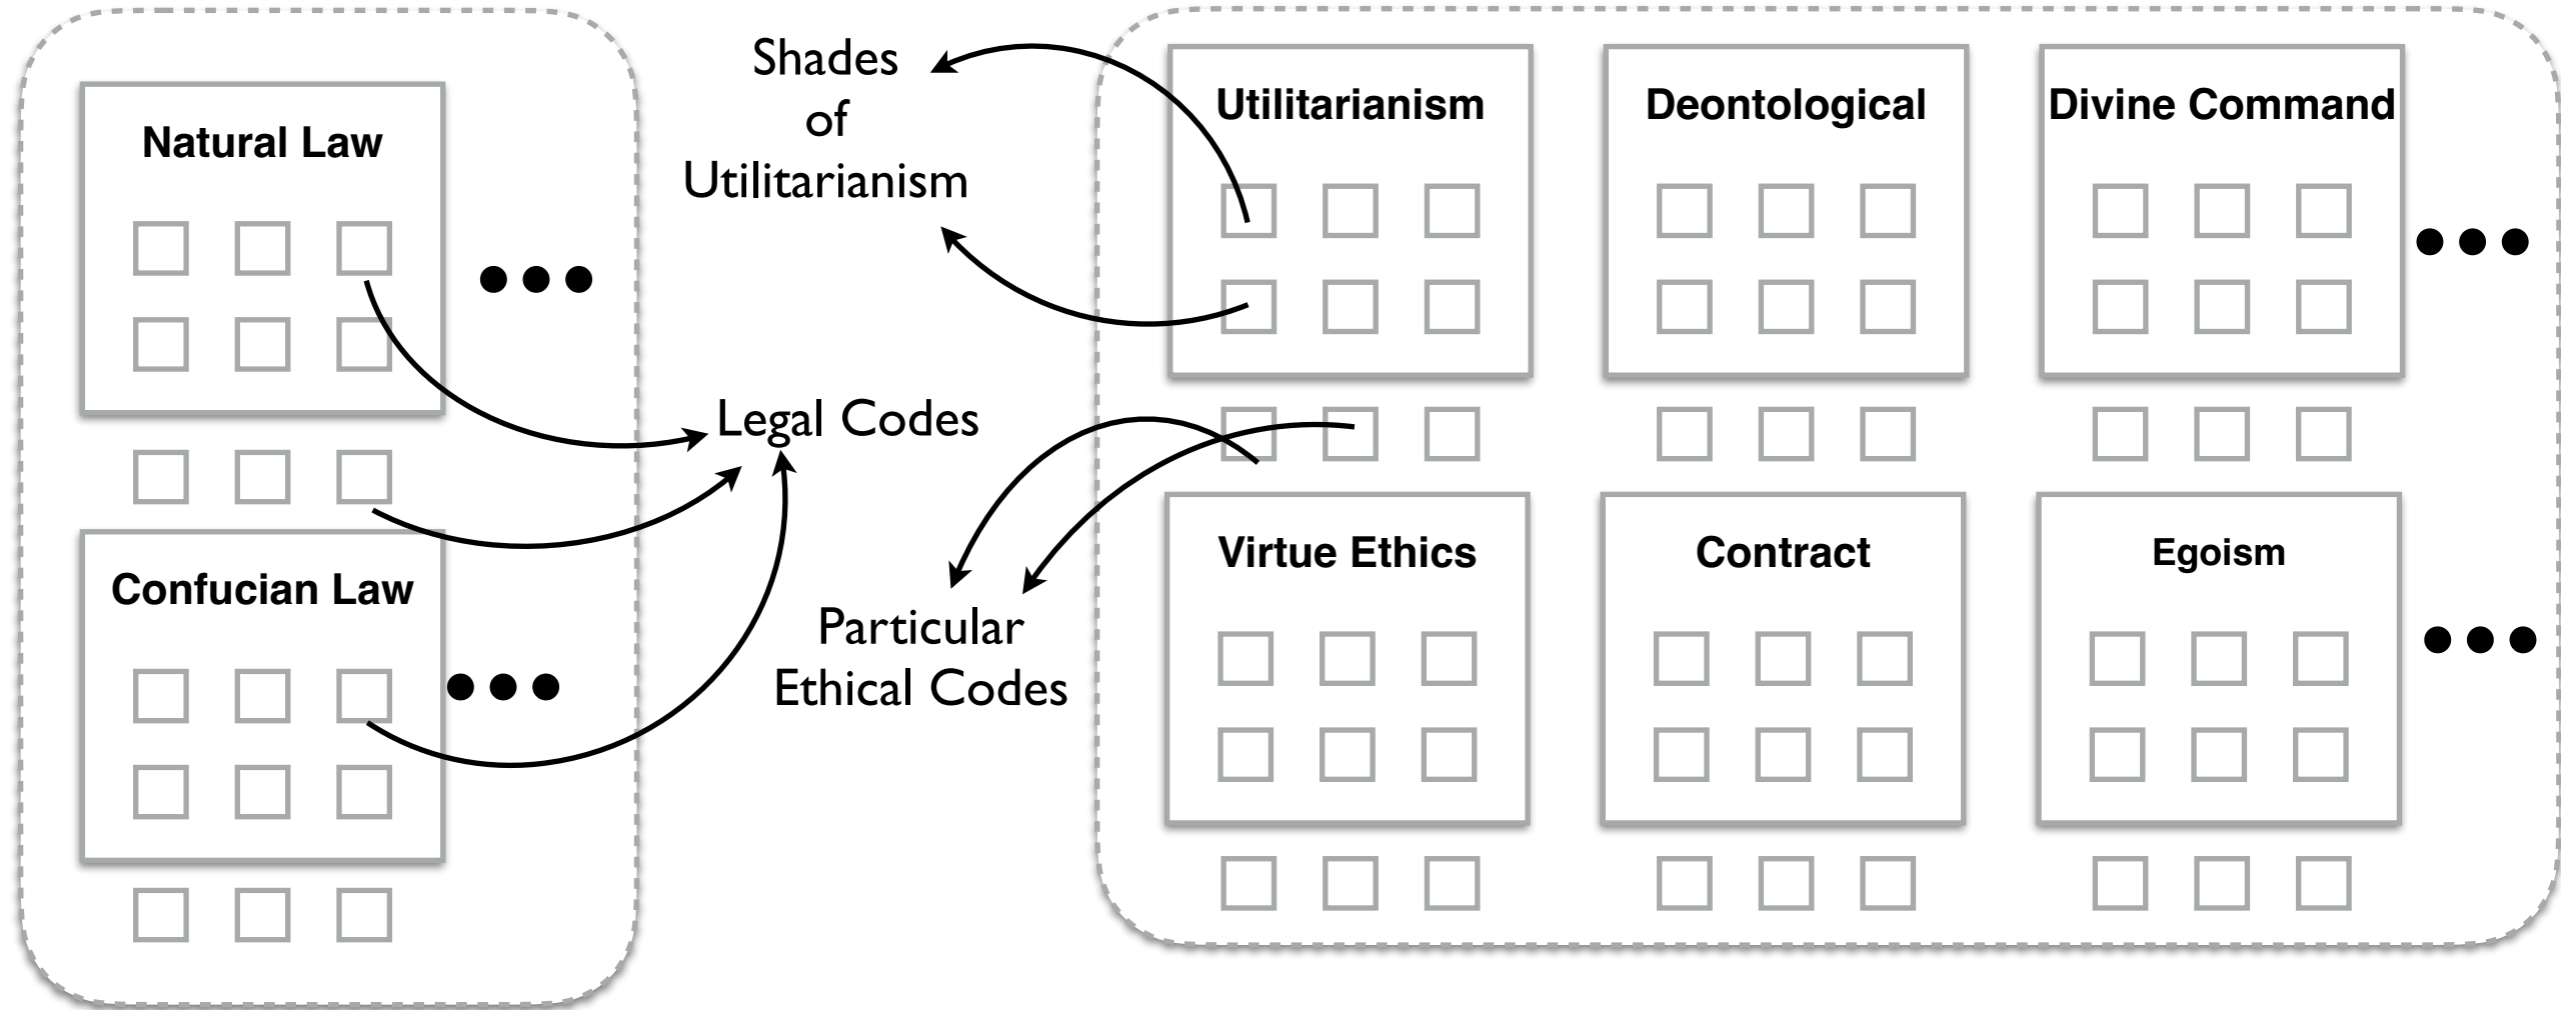 Natural Law
Confucian Law
Shades
of
Utilitarianism
Legal Codes
Particular
Ethical Codes
Utilitarianism
Deontological
Divine Command
Virtue Ethics
Contract
Egoism